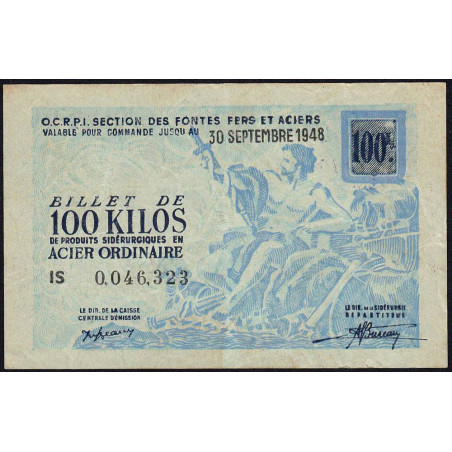 O.C.R.P.I. SECTION DES FONTES FERS ET ACIERS
VALABLE POUR COMMANDE JUSQU'AU 30 SEPTEMBRE 1948
100K
BILLET DE
100 KILOS
DE PRODUITS SIDÉRURGIQUES EN
ACIER ORDINAIRE
IS 0,046,323
LE DIR. DE LA CAISSE
CENTRALE D'ÉMISSION
LE DIR. DE LA SIDÉRURGIE
RÉPARTITEUR